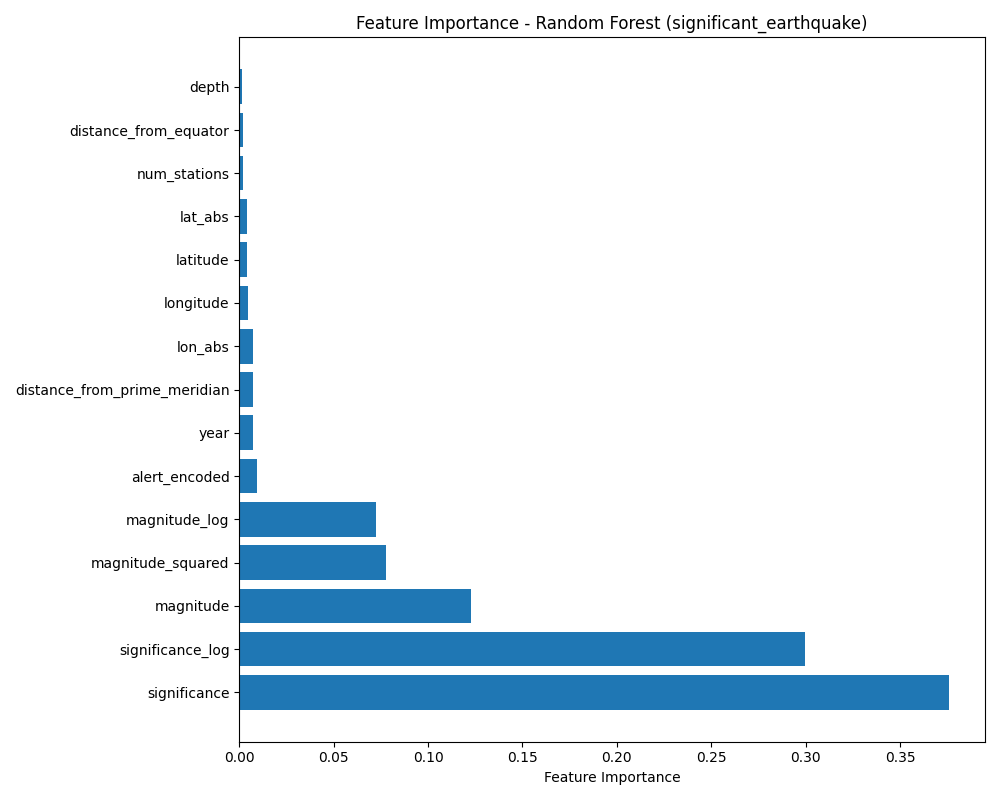 Feature Importance - Random Forest (significant_earthquake)
depth
distance_from_equator
num_stations
lat_abs
latitude
longitude
lon_abs
distance_from_prime_meridian
year
alert_encoded
magnitude_log
magnitude_squared
magnitude
significance_log
significance
0.00 0.05 0.10 0.15 0.20 0.25 0.30 0.35
Feature Importance